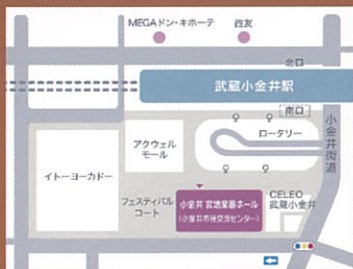 MEGAドン・キホーテ
西友
北口
武蔵小金井駅
南口
ロータリー
小金井街道
アクウェル
モール
イトーヨーカドー
フェスティバル
コート
小金井 宮地楽器ホール
(小金井市民交流センター)
CELEO
武蔵小金井